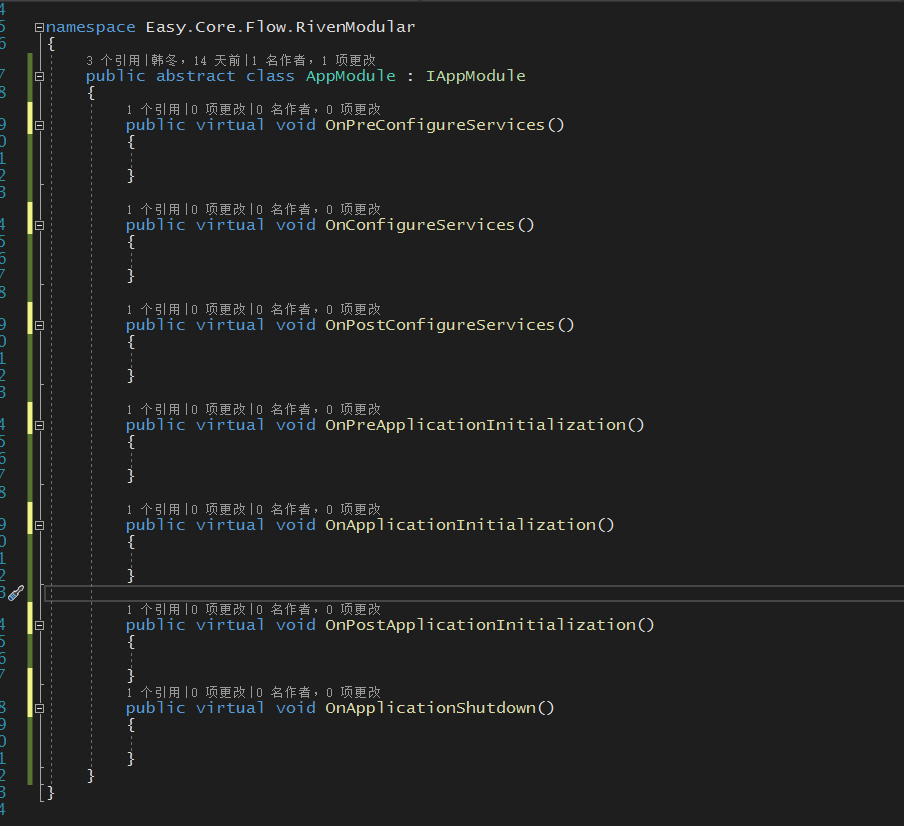 namespace Easy.Core.Flow.RivenModular
{
3 个引用|韩冬，14 天前|1 名作者，1 项更改
public abstract class AppModule : IAppModule
{
1 个引用|0 项更改|0 名作者，0 项更改
public virtual void OnPreConfigureServices()
{
}
1 个引用|0 项更改|0 名作者，0 项更改
public virtual void OnConfigureServices()
{
}
1 个引用|0 项更改|0 名作者，0 项更改
public virtual void OnPostConfigureServices()
{
}
1 个引用|0 项更改|0 名作者，0 项更改
public virtual void OnPreApplicationInitialization()
{
}
1 个引用|0 项更改|0 名作者，0 项更改
public virtual void OnApplicationInitialization()
{
}
1 个引用|0 项更改|0 名作者，0 项更改
public virtual void OnPostApplicationInitialization()
{
}
1 个引用|0 项更改|0 名作者，0 项更改
public virtual void OnApplicationShutdown()
{
}
}
}